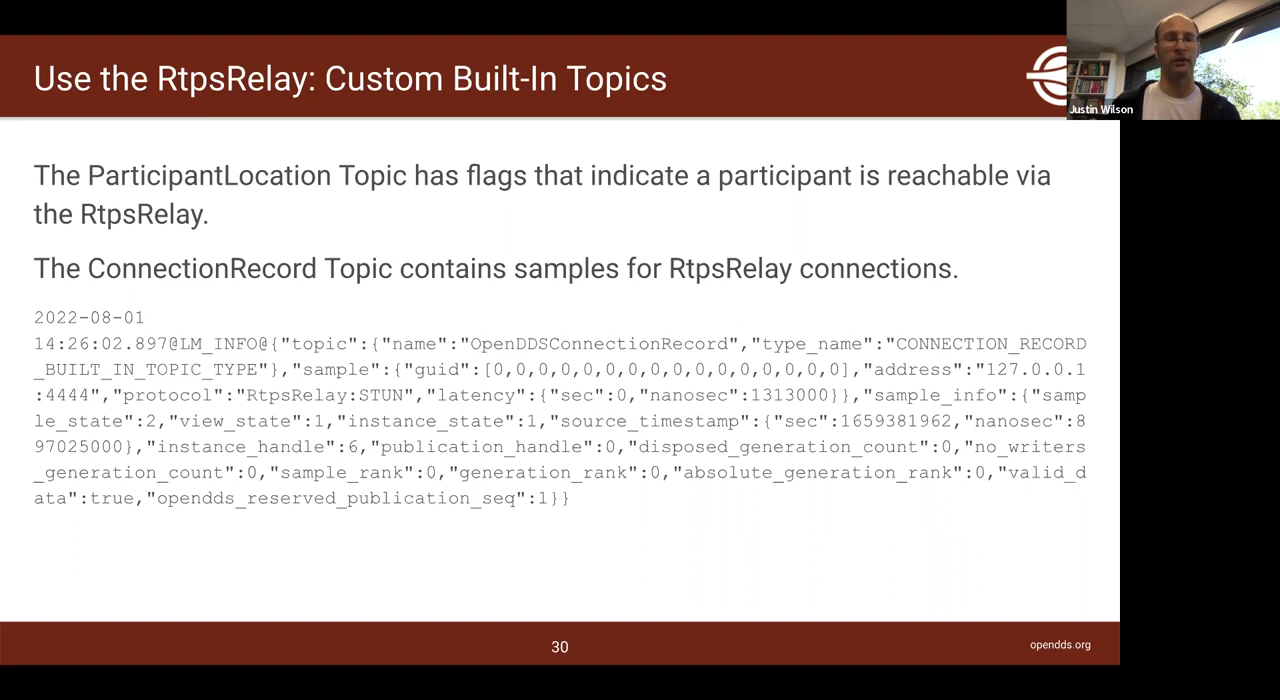 Use the RtpsRelay: Custom Built-In Topics
Justin Wilson
The ParticipantLocation Topic has flags that indicate a participant is reachable via
the RtpsRelay.
The ConnectionRecord Topic contains samples for RtpsRelay connections.
2022-08-01
14:26:02.897@LM_INFO@{"topic":{"name":"OpenDDSConnectionRecord","type_name":"CONNECTION_RECORD
_BUILT_IN_TOPIC_TYPE"},"sample":{"guid":[0,0,0,0,0,0,0,0,0,0,0,0,0,0,0,0],"address":"127.0.0.1
:4444","protocol":"RtpsRelay:STUN","latency":{"sec":0,"nanosec":1313000}},"sample_info":{"samp
le_state":2,"view_state":1,"instance_state":1,"source_timestamp":{"sec":1659381962,"nanosec":8
97025000},"instance_handle":6,"publication_handle":0,"disposed_generation_count":0,"no_writers
_generation_count":0,"sample_rank":0,"generation_rank":0,"absolute_generation_rank":0,"valid_d
ata":true,"opendds_reserved_publication_seq":1}}
30
opendds.org